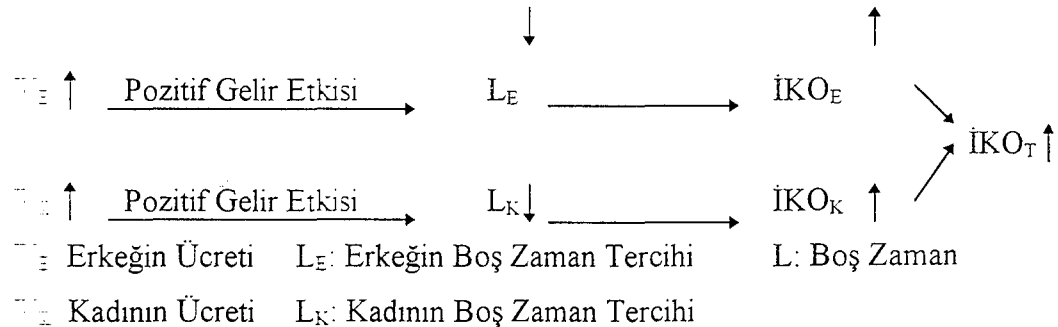 E ↑ Pozitif Gelir Etkisi → L_E ↓ → İKO_E ↑
İKO_T ↑
↑ Pozitif Gelir Etkisi → L_K ↓ → İKO_K ↑
E Erkeğin Ücreti L_E: Erkeğin Boş Zaman Tercihi L: Boş Zaman
Kadının Ücreti L_K: Kadının Boş Zaman Tercihi